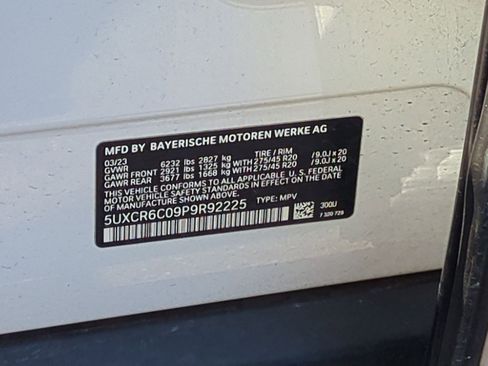 MFD BY BAYERISCHE MOTOREN WERKE AG
03/23 TIRE / RIM
GVWR 6232 lbs 2827 kg
GAWR FRONT 2921 lbs 1325 kg WITH 275/45 R20 / 9.0J x 20
GAWR REAR 3677 lbs 1668 kg WITH 275/45 R20 / 9.0J x 20
THIS VEHICLE CONFORMS TO ALL APPLICABLE U.S. FEDERAL
MOTOR VEHICLE SAFETY STANDARDS IN EFFECT ON THE DATE
OF MANUFACTURE SHOWN ABOVE.
5UXCR6C09P9R92225 TYPE: MPV
300U